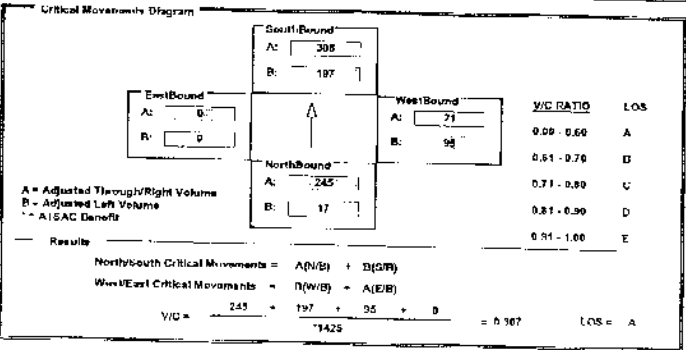 Critical Movements Diagram
SouthBound
A: 308
B: 197
EastBound
A: 0
B: 0
WestBound
A: 71
B: 95
NorthBound
A: 245
B: 17
V/C RATIO LOS
0.00 - 0.60 A
0.61 - 0.70 B
0.71 - 0.80 C
0.81 - 0.90 D
0.91 - 1.00 E
A = Adjusted Through/Right Volume
B = Adjusted Left Volume
* = ATSAC Benefit
Results
North/South Critical Movements = A(N/B) + B(S/B)
West/East Critical Movements = B(W/B) + A(E/B)
V/C = 245 + 197 + 95 + 0
*1425
= LOS = A